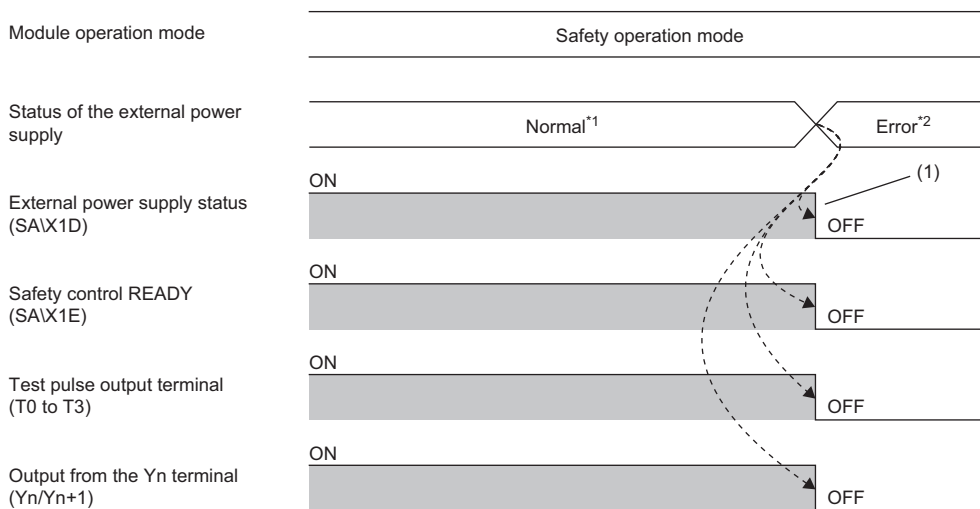 Module operation mode
Safety operation mode
Status of the external power
supply
Normal*1
Error*2
(1)
External power supply status
(SA\X1D)
ON
OFF
Safety control READY
(SA\X1E)
ON
OFF
Test pulse output terminal
(T0 to T3)
ON
OFF
Output from the Yn terminal
(Yn/Yn+1)
ON
OFF